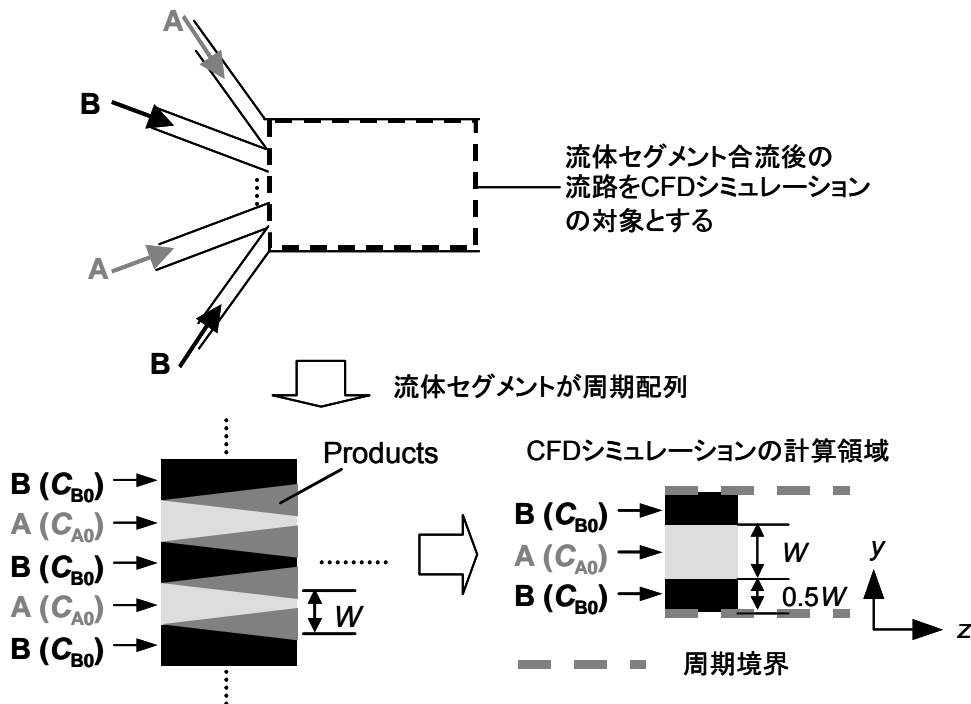 A
B
A
B
流体セグメント合流後の
流路をCFDシミュレーション
の対象とする
流体セグメントが周期配列
Products
B (CB0)
A (CA0)
B (CB0)
A (CA0)
B (CB0)
W
CFDシミュレーションの計算領域
B (CB0)
A (CA0)
B (CB0)
W
0.5W
y
z
周期境界